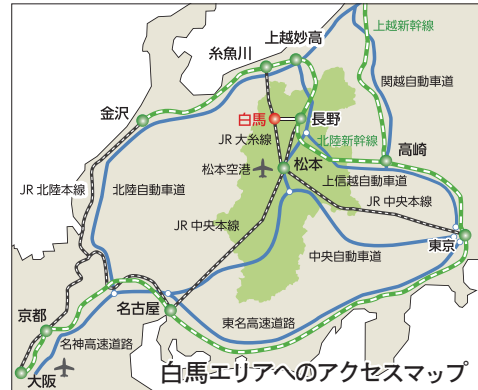 上越新幹線
上越妙高
糸魚川
関越自動車道
金沢
白馬
長野
JR 大糸線
北陸新幹線
高崎
松本
松本空港
上信越自動車道
JR 北陸本線
北陸自動車道
JR 中央本線
JR 中央本線
東京
中央自動車道
京都
名古屋
東名高速道路
名神高速道路
大阪
白馬エリアへのアクセスマップ